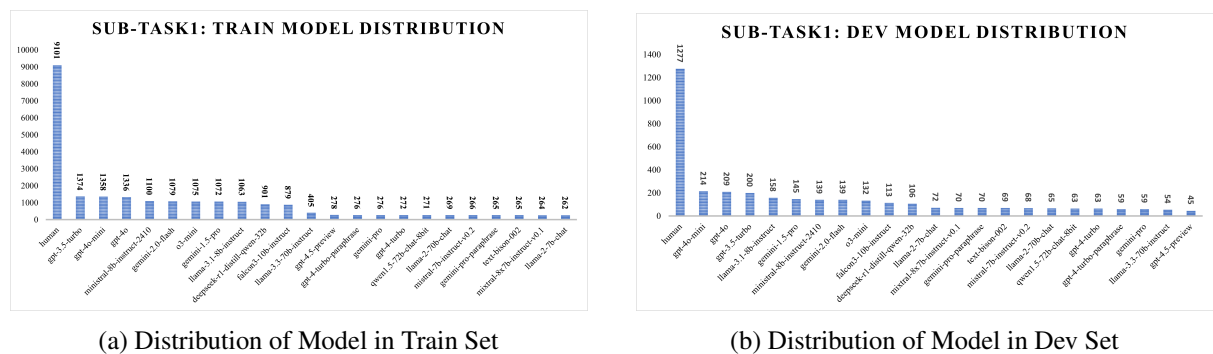 SUB-TASK1: TRAIN MODEL DISTRIBUTION
10000
9000
8000
7000
6000
5000
4000
3000
2000
1000
0
9101
1374
1358
1336
1100
1079
1075
1072
1063
901
879
405
278
276
276
272
271
269
266
265
265
264
262
human
gpt-3.5-turbo
gpt-4o-mini
gpt-4o
ministral-8b-instruct-2410
gemini-2.0-flash
o3-mini
gemini-1.5-pro
llama-3.1-8b-instruct
deepseek-r1-distill-qwen-32b
falcon3-10b-instruct
llama-3.3-70b-instruct
gpt-4.5-preview
gpt-4-turbo-paraphrase
gemini-pro
gpt-4-turbo
qwen1.5-72b-chat-8bit
llama-2-70b-chat
mistral-7b-instruct-v0.2
gemini-pro-paraphrase
text-bison-002
mixtral-8x7b-instruct-v0.1
llama-2-7b-chat
(a) Distribution of Model in Train Set
SUB-TASK1: DEV MODEL DISTRIBUTION
1400
1200
1000
800
600
400
200
0
1277
214
209
200
158
145
139
139
132
113
106
72
70
70
69
68
65
63
63
59
59
54
45
human
gpt-4o-mini
gpt-4o
gpt-3.5-turbo
llama-3.1-8b-instruct
gemini-1.5-pro
ministral-8b-instruct-2410
gemini-2.0-flash
o3-mini
falcon3-10b-instruct
deepseek-r1-distill-qwen-32b
llama-2-7b-chat
mixtral-8x7b-instruct-v0.1
gemini-pro-paraphrase
text-bison-002
mistral-7b-instruct-v0.2
llama-2-70b-chat
qwen1.5-72b-chat-8bit
gpt-4-turbo
gpt-4-turbo-paraphrase
gemini-pro
llama-3.3-70b-instruct
gpt-4.5-preview
(b) Distribution of Model in Dev Set